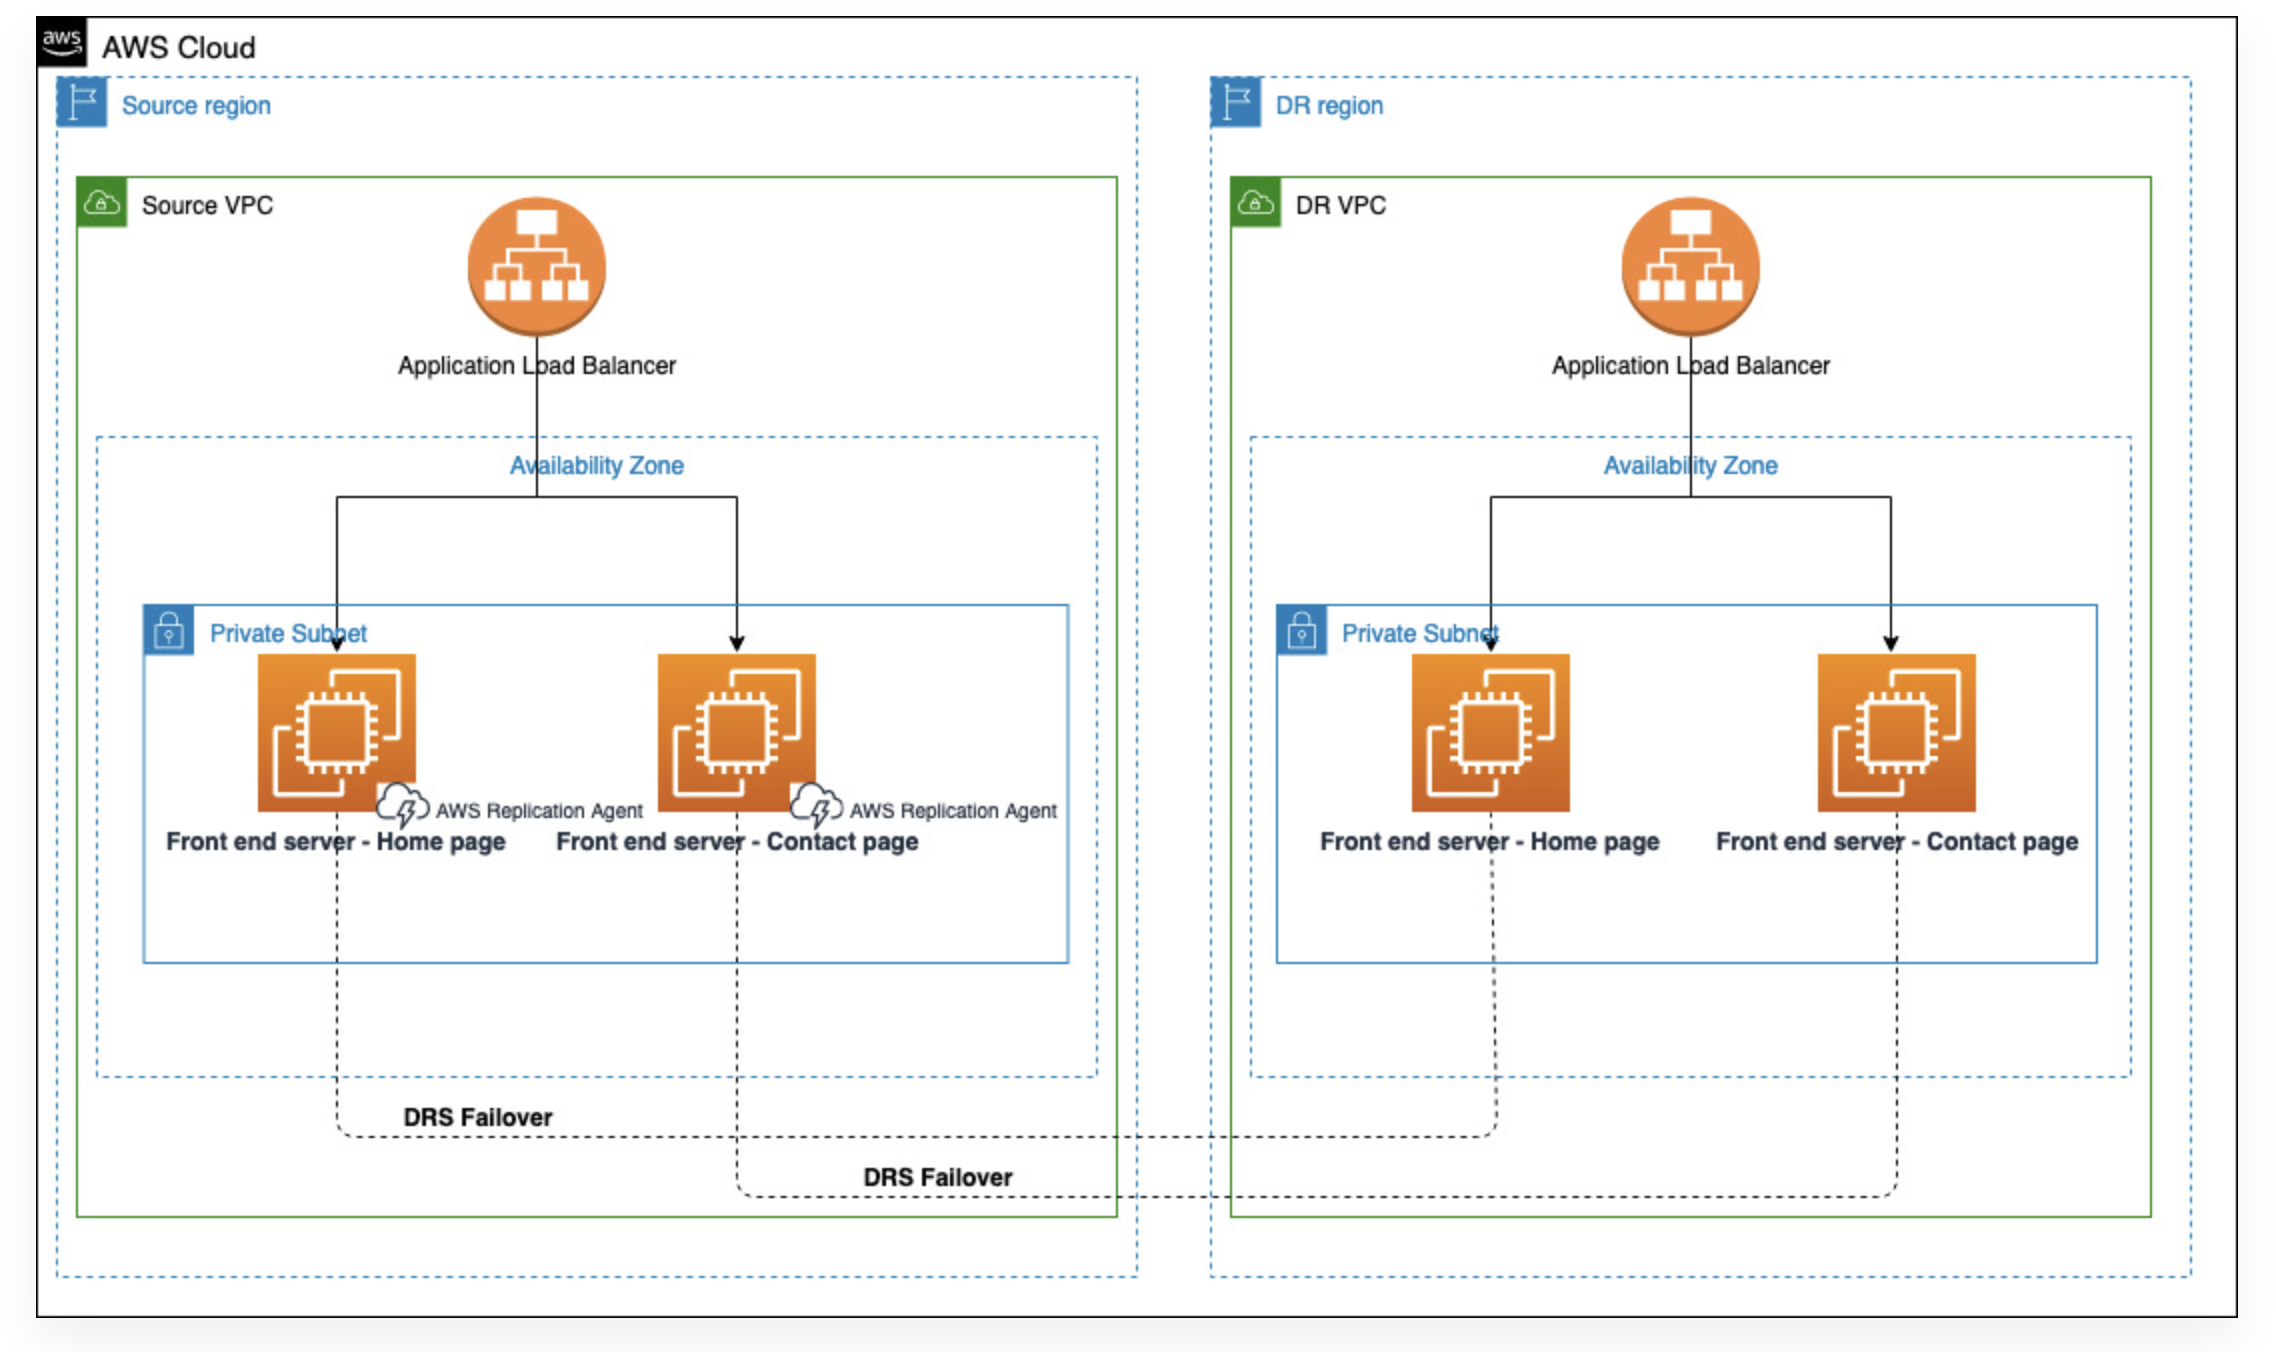 aws
AWS Cloud
Source region
Source VPC
Application Load Balancer
Availability Zone
Private Subnet
AWS Replication Agent
AWS Replication Agent
Front end server - Home page
Front end server - Contact page
DRS Failover
DRS Failover
DR region
DR VPC
Application Load Balancer
Availability Zone
Private Subnet
Front end server - Home page
Front end server - Contact page